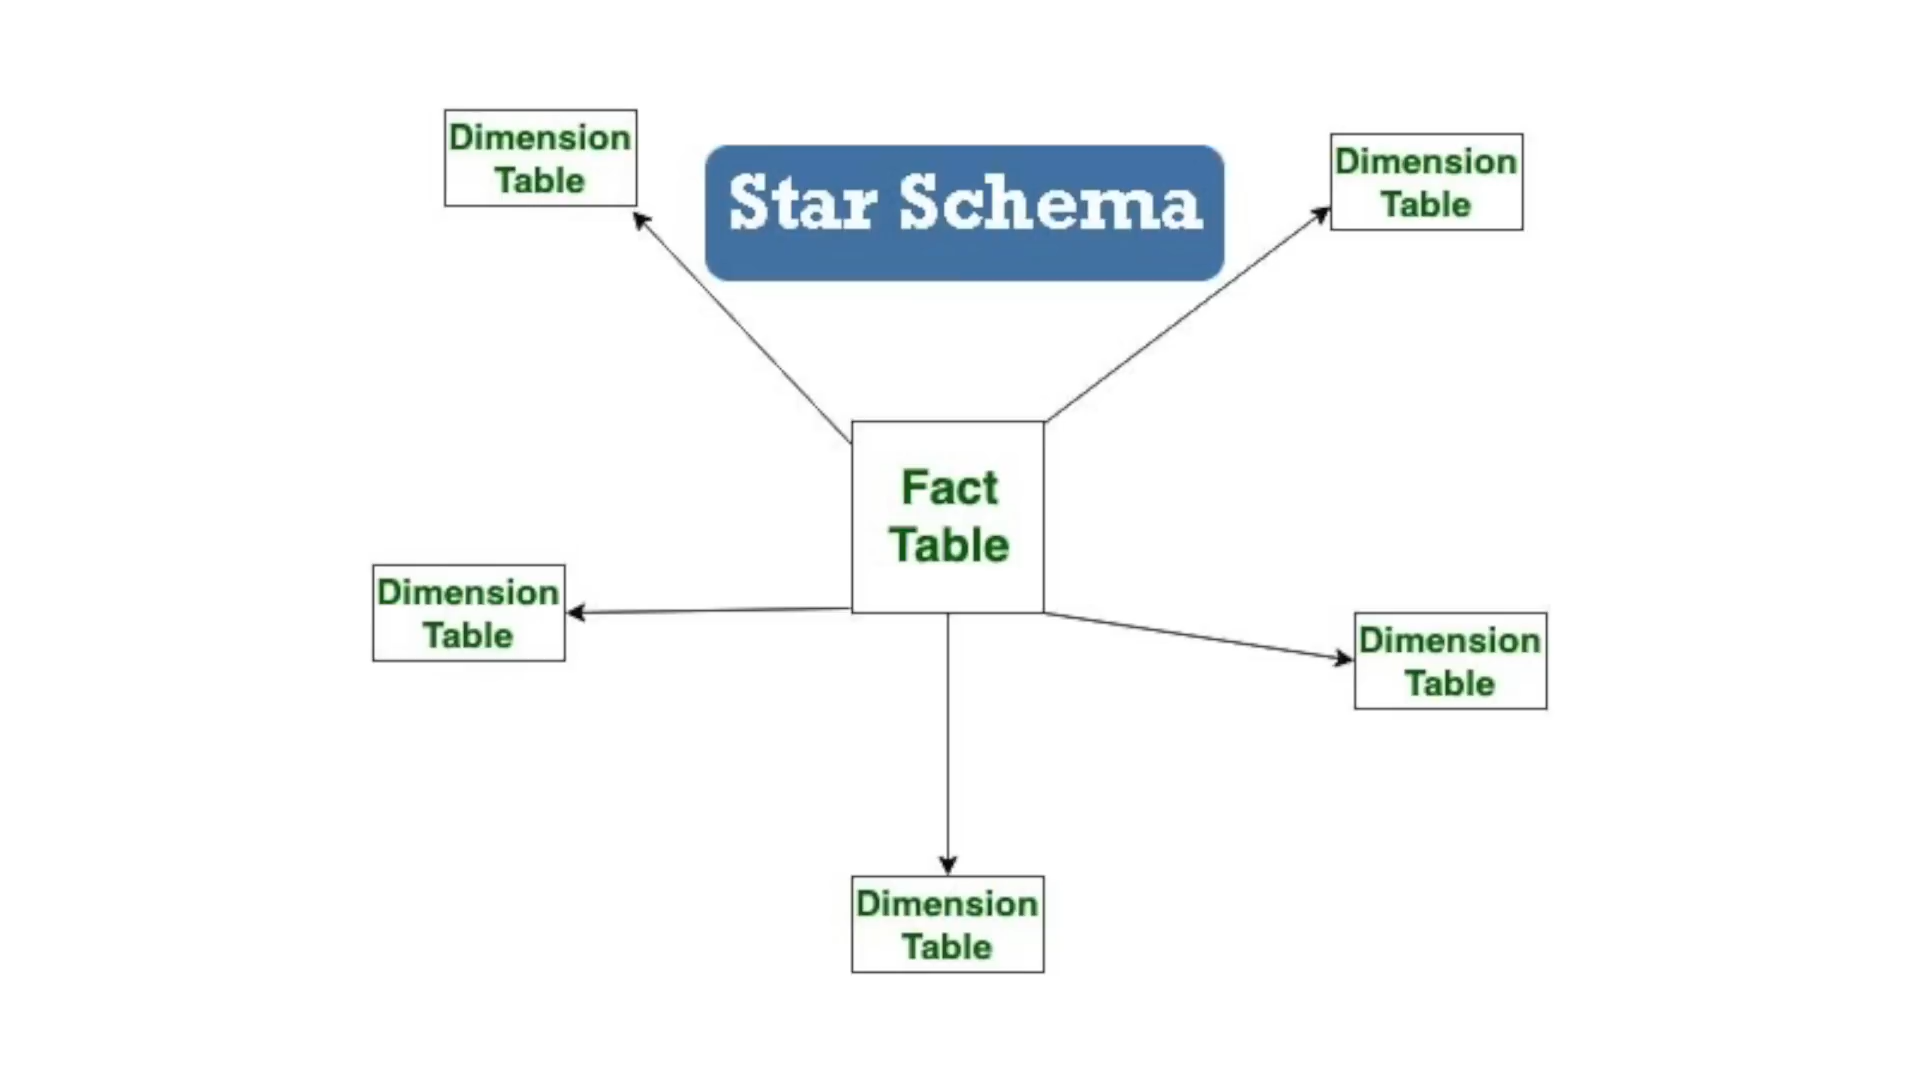 Dimension
Table
Star Schema
Dimension
Table
Fact
Table
Dimension
Table
Dimension
Table
Dimension
Table